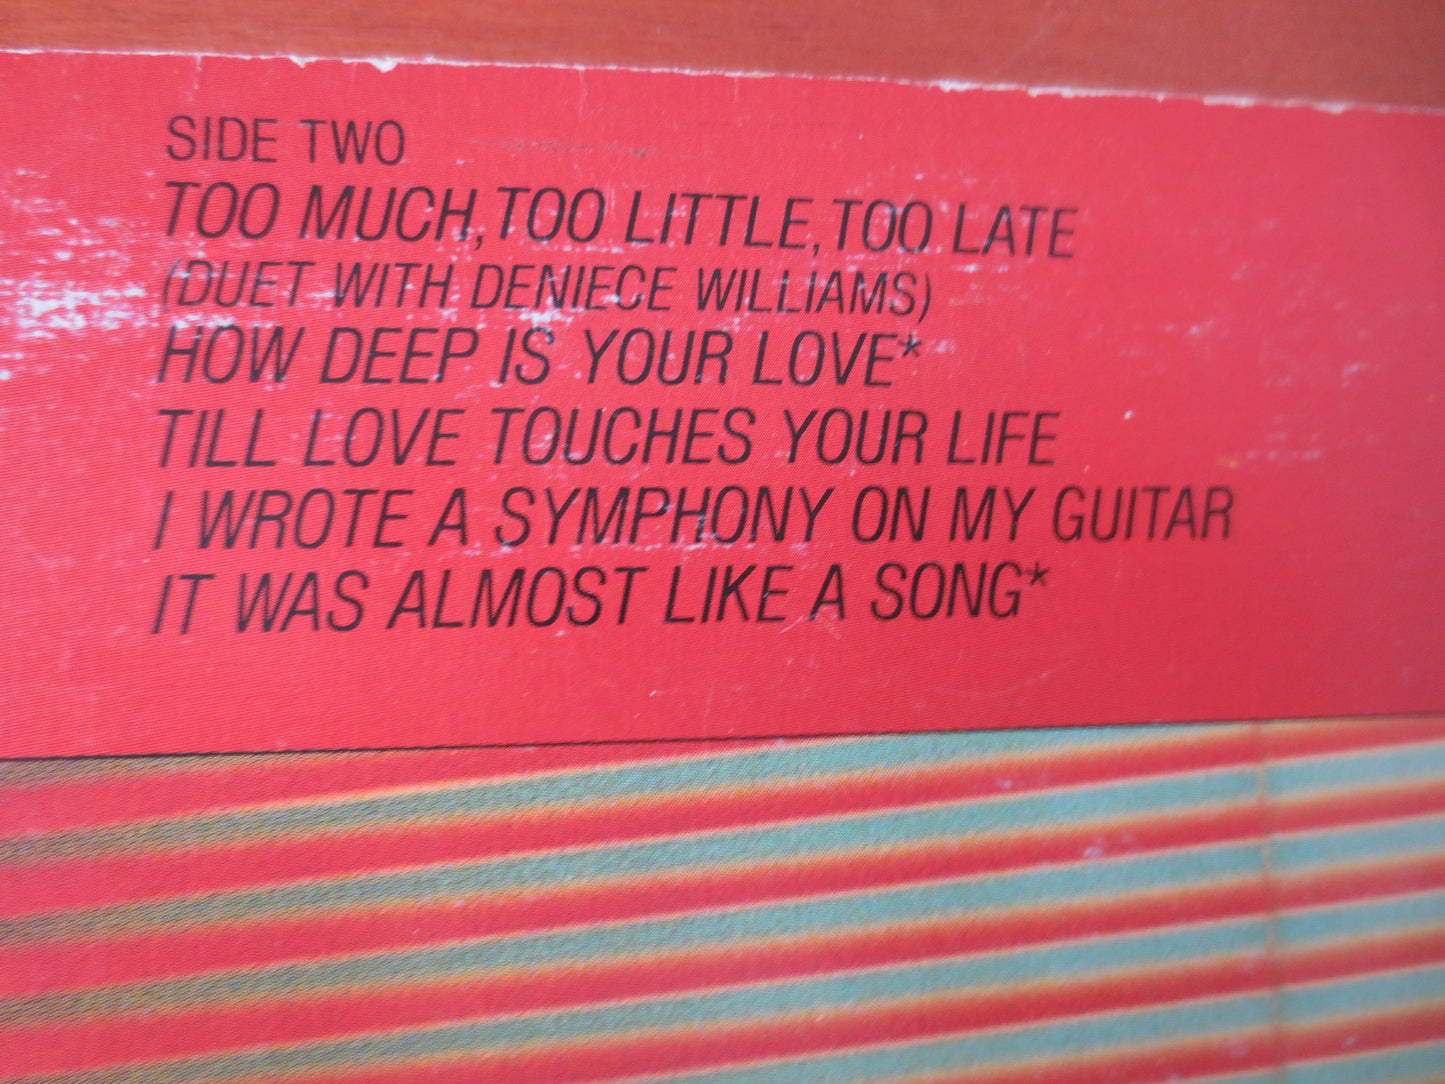 SIDE TWO
TOO MUCH, TOO LITTLE, TOO LATE
(DUET WITH DENIECE WILLIAMS)
HOW DEEP IS YOUR LOVE*
TILL LOVE TOUCHES YOUR LIFE
I WROTE A SYMPHONY ON MY GUITAR
IT WAS ALMOST LIKE A SONG*